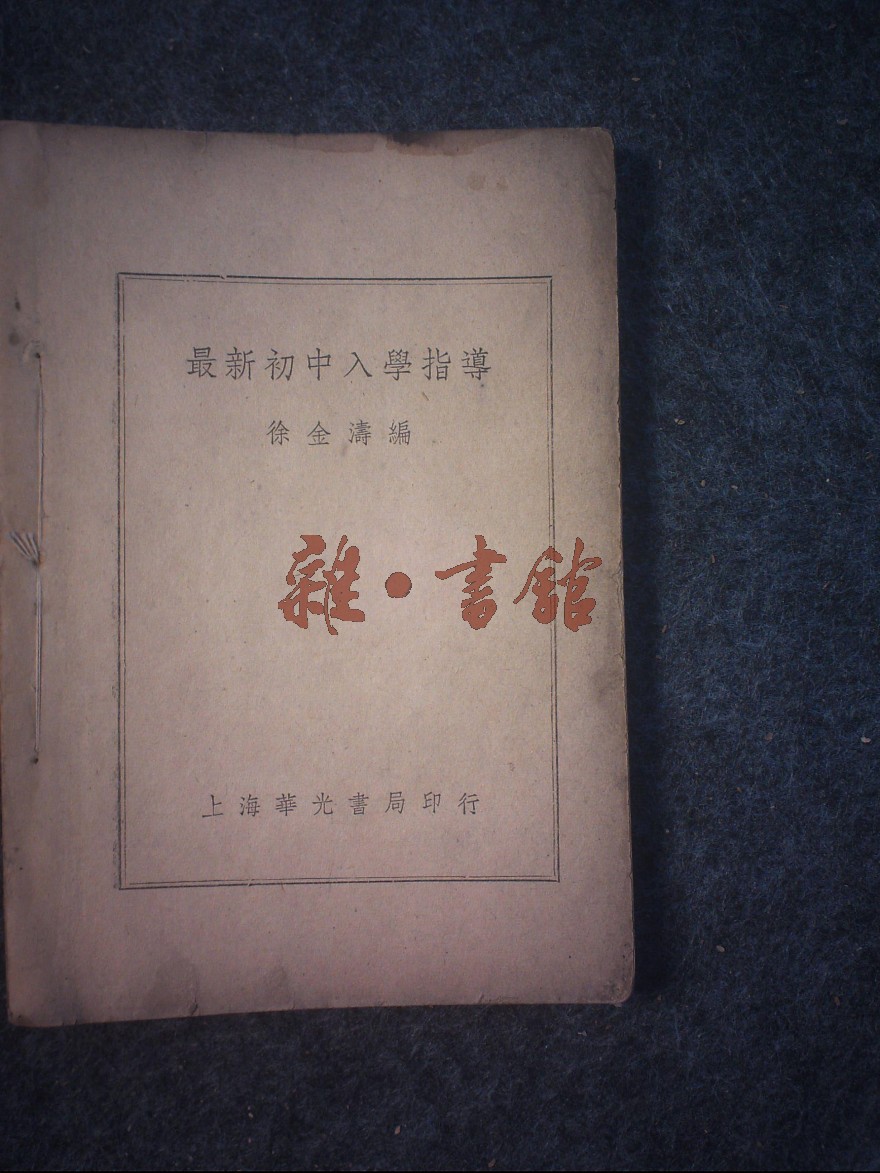 最新初中入學指導
徐金濤編
雜·書館
上海華光書局印行